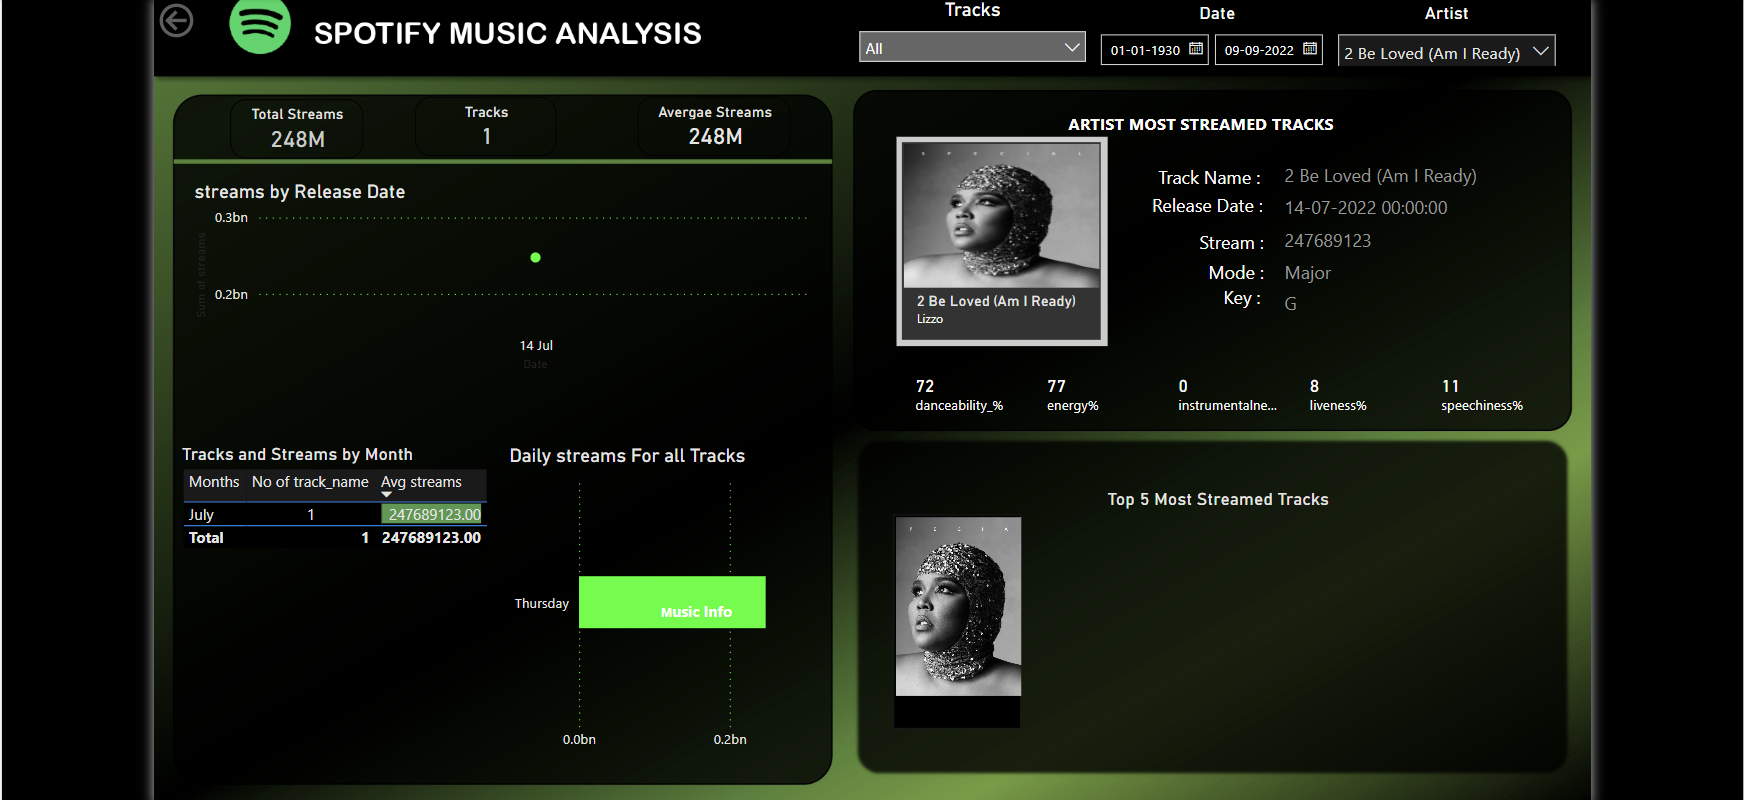 SPOTIFY MUSIC ANALYSIS
Tracks
All
Date
01-01-1930
09-09-2022
Artist
2 Be Loved (Am I Ready)
Total Streams
248M
Tracks
1
Avergae Streams
248M
streams by Release Date
0.3bn
0.2bn
Sum of streams
14 Jul
Date
Tracks and Streams by Month
Months No of track_name Avg streams
July 1 247689123.00
Total 1 247689123.00
Daily streams For all Tracks
Thursday
Music Info
0.0bn 0.2bn
ARTIST MOST STREAMED TRACKS
S P E C I A L
2 Be Loved (Am I Ready)
Lizzo
Track Name : 2 Be Loved (Am I Ready)
Release Date : 14-07-2022 00:00:00
Stream : 247689123
Mode : Major
Key : G
72
danceability_%
77
energy%
0
instrumentalne...
8
liveness%
11
speechiness%
Top 5 Most Streamed Tracks